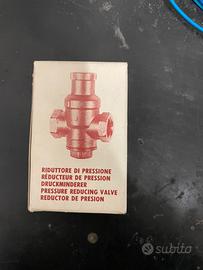 RIDUTTORE DI PRESSIONE
RÉDUCTEUR DE PRESSION
DRUCKMINDERER
PRESSURE REDUCING VALVE
REDUCTOR DE PRESION
subito